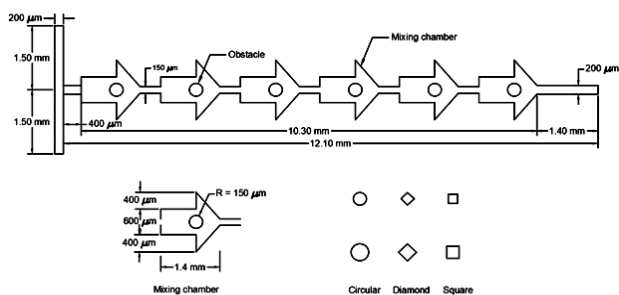 200 μm
1.50 mm
1.50 mm
400 μm
150 μm
Obstacle
Mixing chamber
200 μm
10.30 mm
1.40 mm
12.10 mm
400 μm
600 μm
400 μm
R = 150 μm
1.4 mm
Mixing chamber
Circular Diamond Square